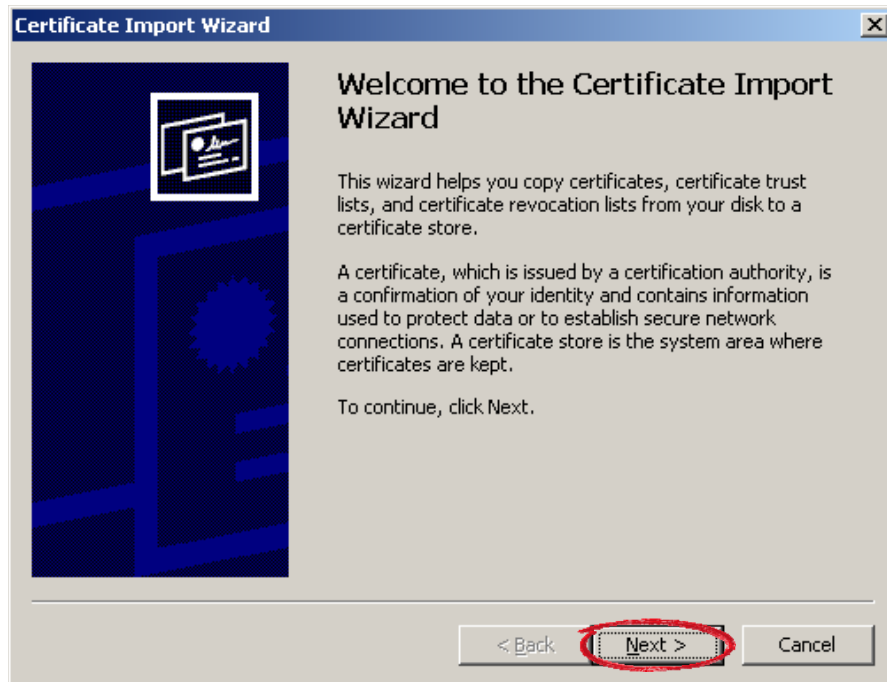 Certificate Import Wizard
Welcome to the Certificate Import
Wizard
This wizard helps you copy certificates, certificate trust
lists, and certificate revocation lists from your disk to a
certificate store.
A certificate, which is issued by a certification authority, is
a confirmation of your identity and contains information
used to protect data or to establish secure network
connections. A certificate store is the system area where
certificates are kept.
To continue, click Next.
< Back Next > Cancel